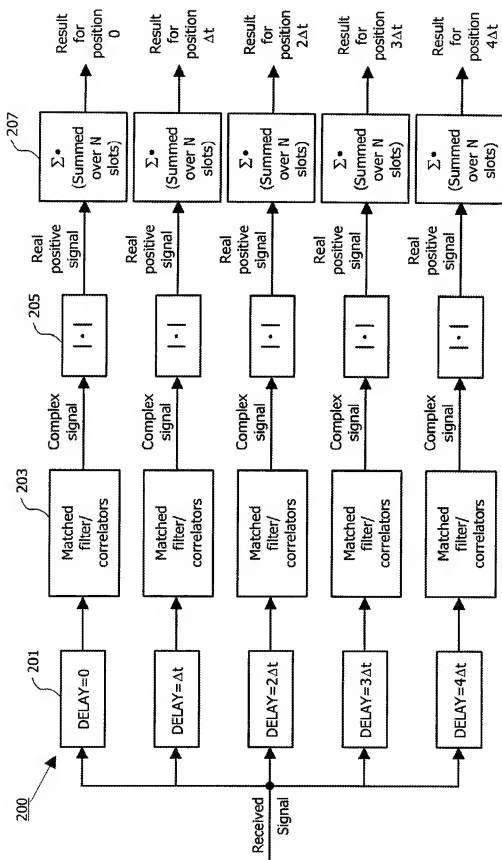 200
Received
Signal
201
203
205
207
DELAY=0
Matched
filter/
correlators
Complex
signal
|•|
Real
positive signal
Σ•
(Summed
over N
slots)
Result
for
position
0
DELAY=Δt
Matched
filter/
correlators
Complex
signal
|•|
Real
positive signal
Σ•
(Summed
over N
slots)
Result
for
position
Δt
DELAY=2Δt
Matched
filter/
correlators
Complex
signal
|•|
Real
positive signal
Σ•
(Summed
over N
slots)
Result
for
position
2Δt
DELAY=3Δt
Matched
filter/
correlators
Complex
signal
|•|
Real
positive signal
Σ•
(Summed
over N
slots)
Result
for
position
3Δt
DELAY=4Δt
Matched
filter/
correlators
Complex
signal
|•|
Real
positive signal
Σ•
(Summed
over N
slots)
Result
for
position
4Δt